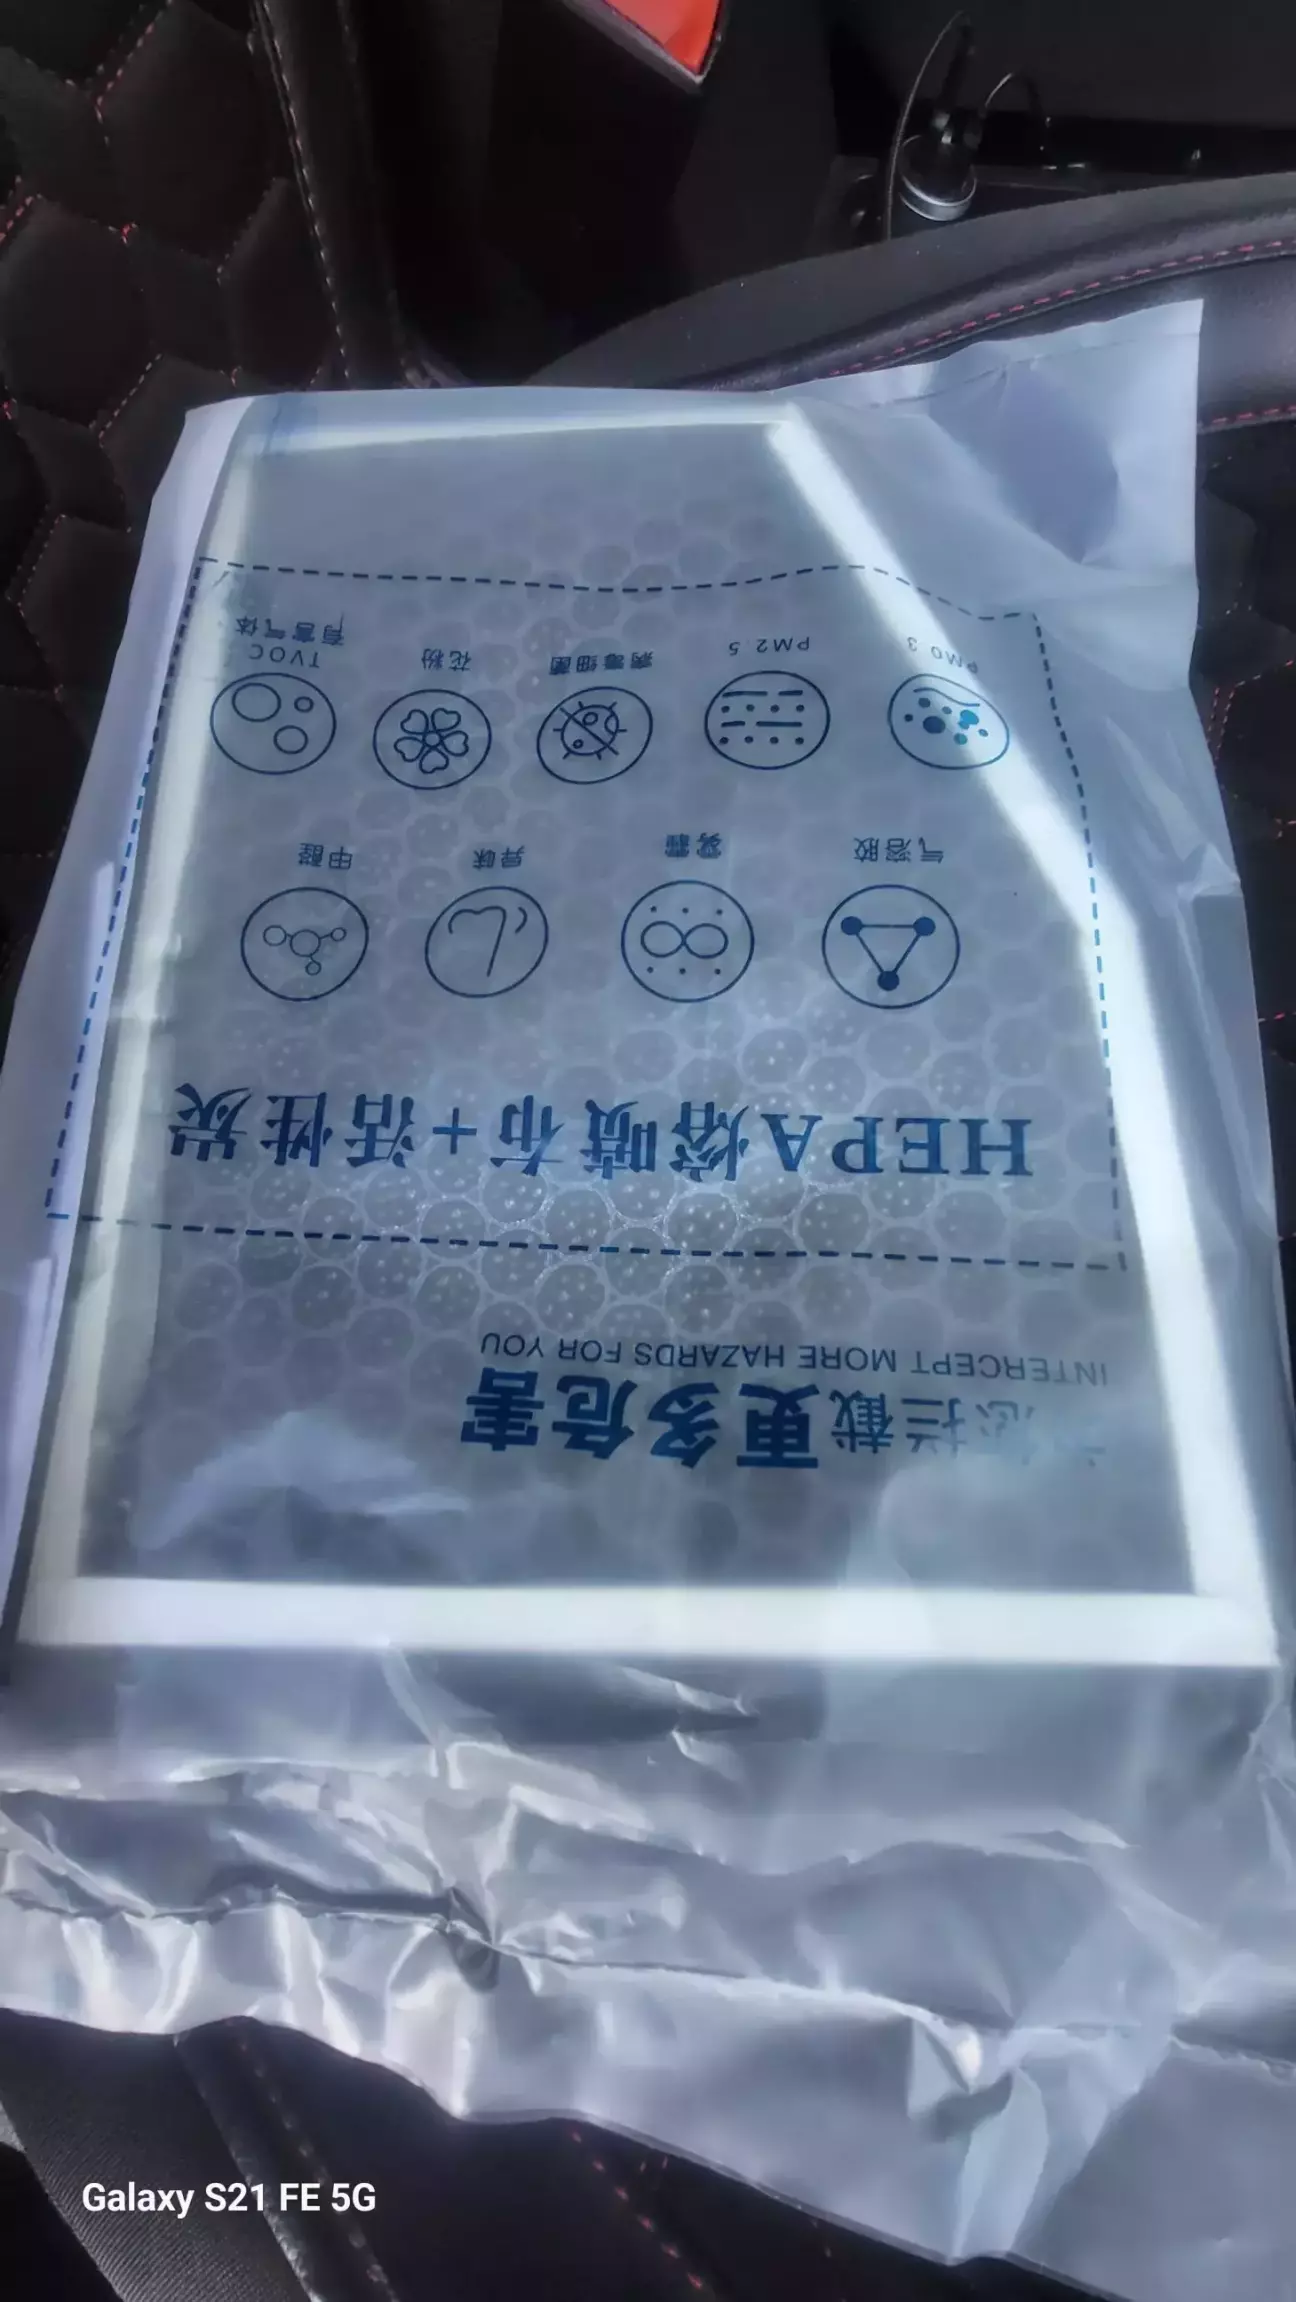 拦截更多危害
INTERCEPT MORE HAZARDS FOR YOU
HEPA熔喷布+活性炭
气溶胶 雾霾 异味 甲醛
PM0.3 PM2.5 病毒细菌 花粉 TVOC
有害气体
Galaxy S21 FE 5G